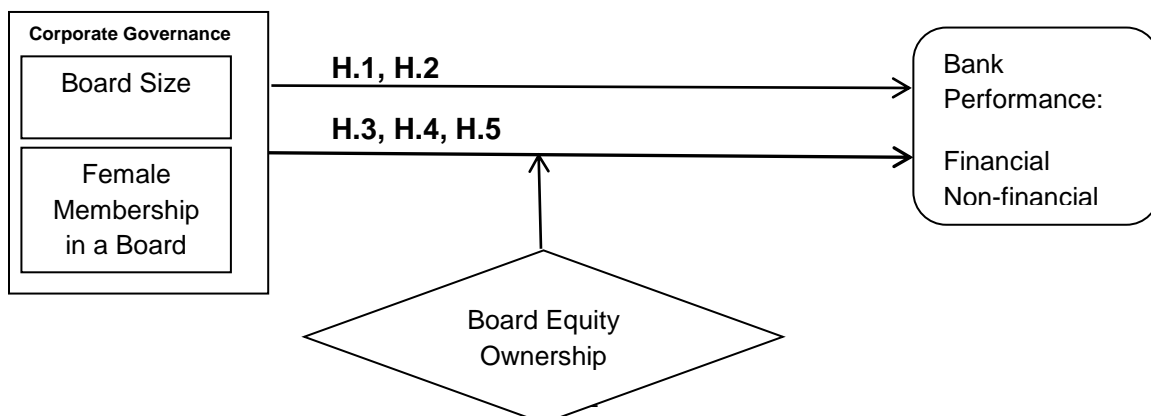 Corporate Governance
Board Size
Female
Membership
in a Board
H.1, H.2
H.3, H.4, H.5
Bank
Performance:
Financial
Non-financial
Board Equity
Ownership